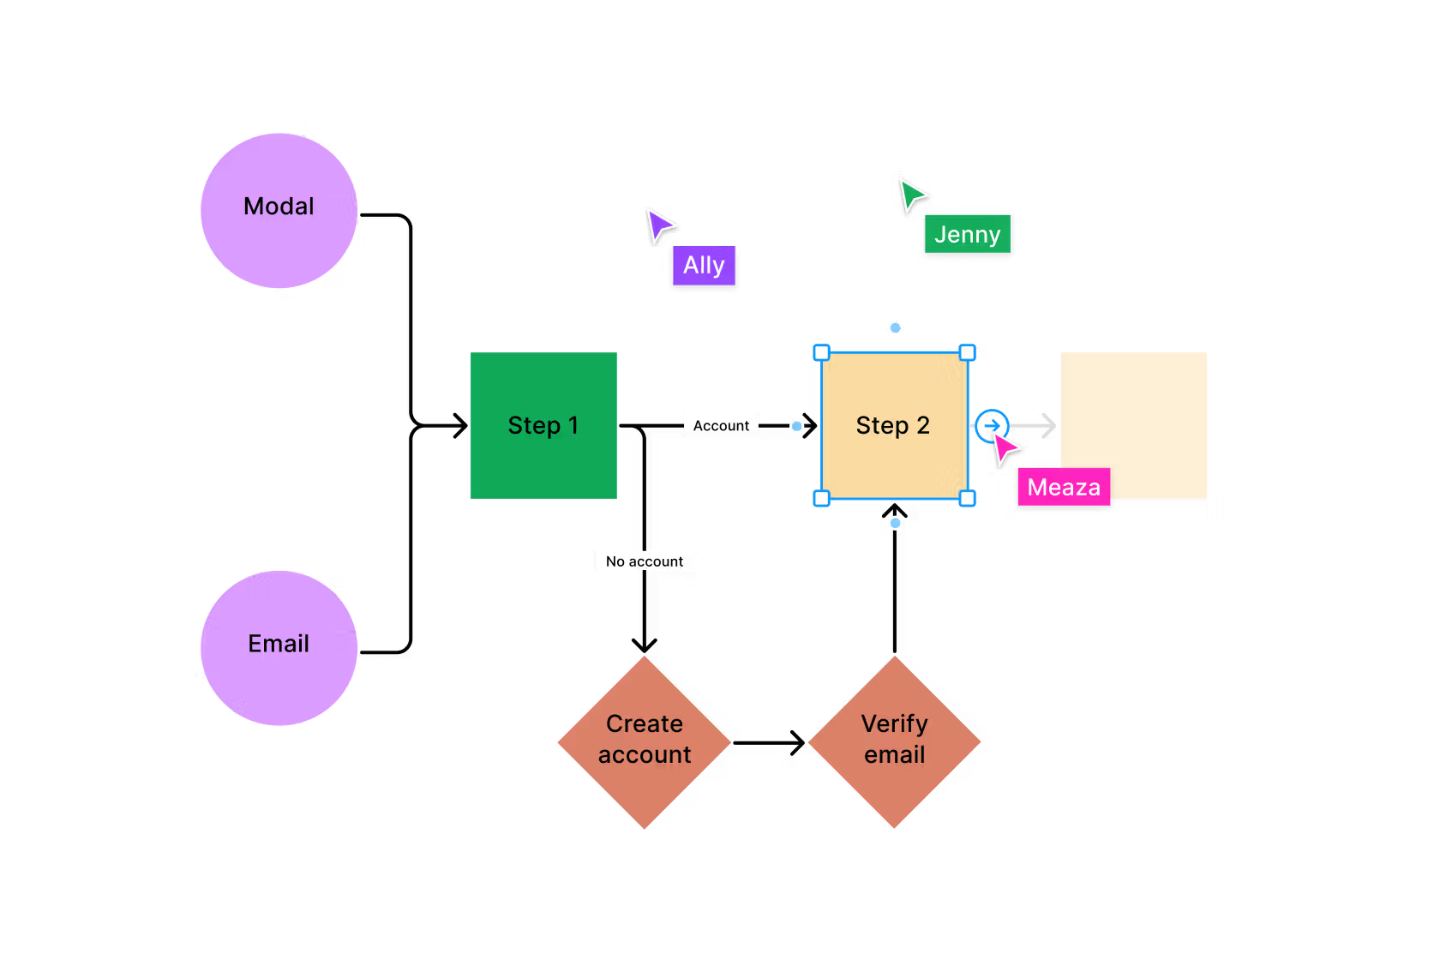 Modal
Ally
Jenny
Step 1
Account
Step 2
Meaza
No account
Email
Create
account
Verify
email